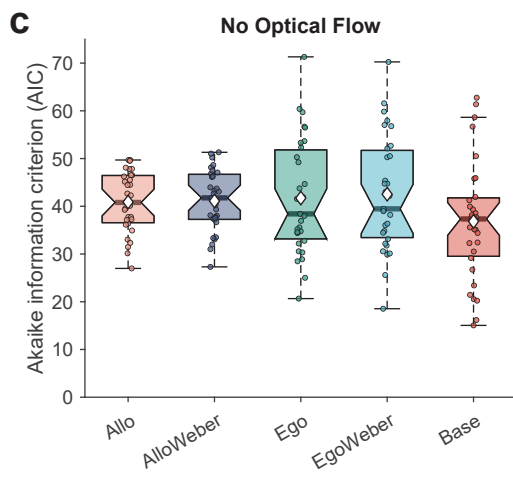 C
No Optical Flow
Akaike information criterion (AIC)
70
60
50
40
30
20
10
0
Allo
AlloWeber
Ego
EgoWeber
Base